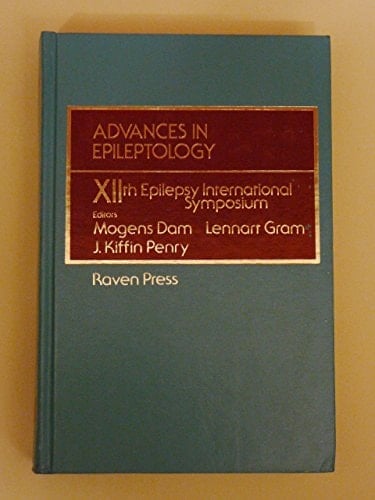 ADVANCES IN
EPILEPTOLOGY
XIIth Epilepsy International
Symposium
Editors
Mogens Dam Lennart Gram
J. Kiffin Penry
Raven Press